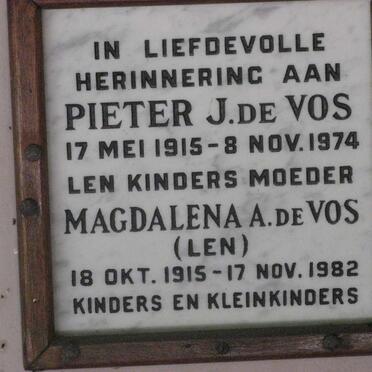 IN LIEFDEVOLLE
HERINNERING AAN
PIETER J. DE VOS
17 MEI 1915 - 8 NOV. 1974
LEN KINDERS MOEDER
MAGDALENA A. DE VOS
(LEN)
18 OKT. 1915 - 17 NOV. 1982
KINDERS EN KLEINKINDERS